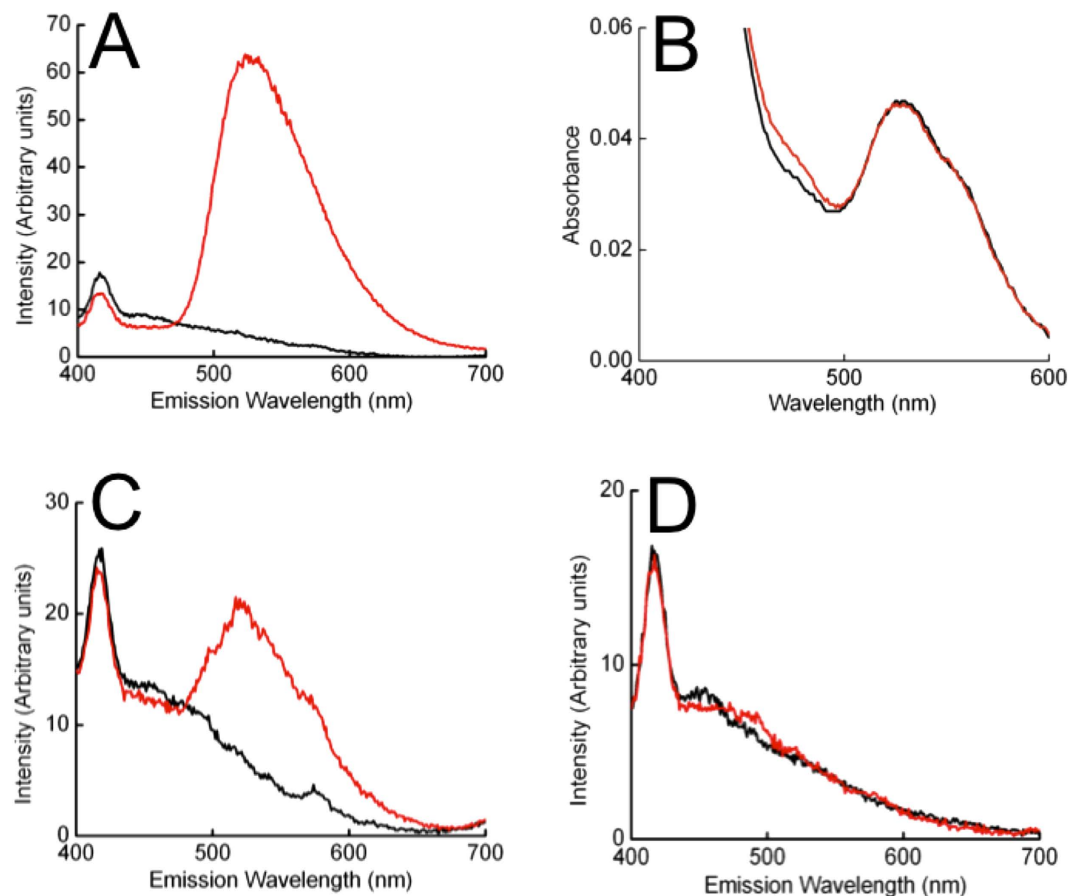 A
70
60
50
40
30
20
10
0
400
500
600
700
Intensity (Arbitrary units)
Emission Wavelength (nm)
B
0.06
0.04
0.02
0.00
400
500
600
Absorbance
Wavelength (nm)
C
30
20
10
0
400
500
600
700
Intensity (Arbitrary units)
Emission Wavelength (nm)
D
20
10
0
400
500
600
700
Intensity (Arbitrary units)
Emission Wavelength (nm)